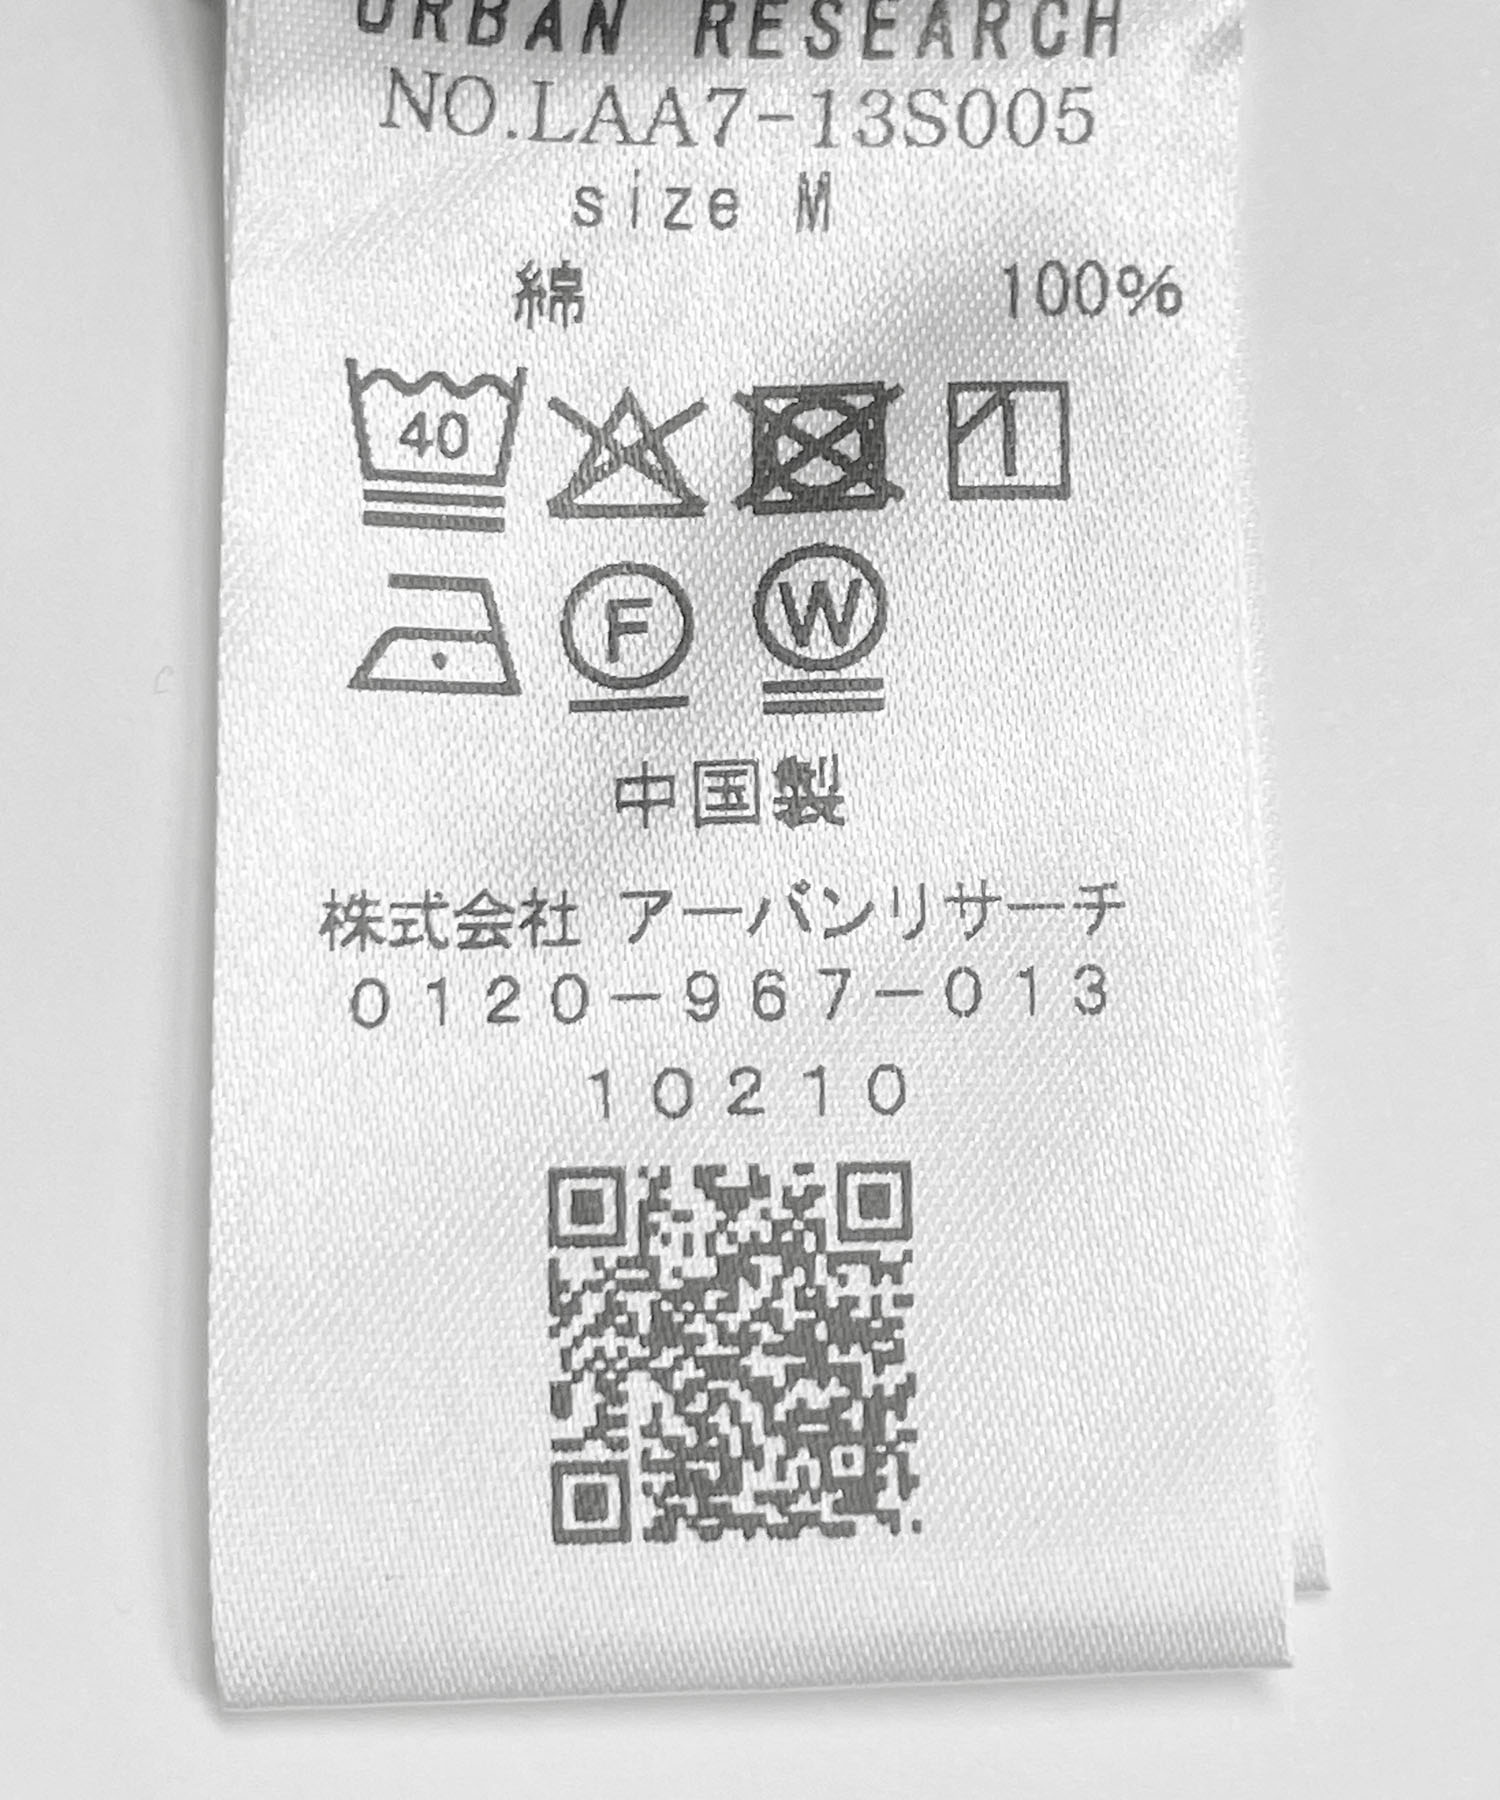 URBAN RESEARCH
NO.LAA7-13S005
size M
綿 100%
40
F W
中国製
株式会社 アーバンリサーチ
0120-967-013
10210